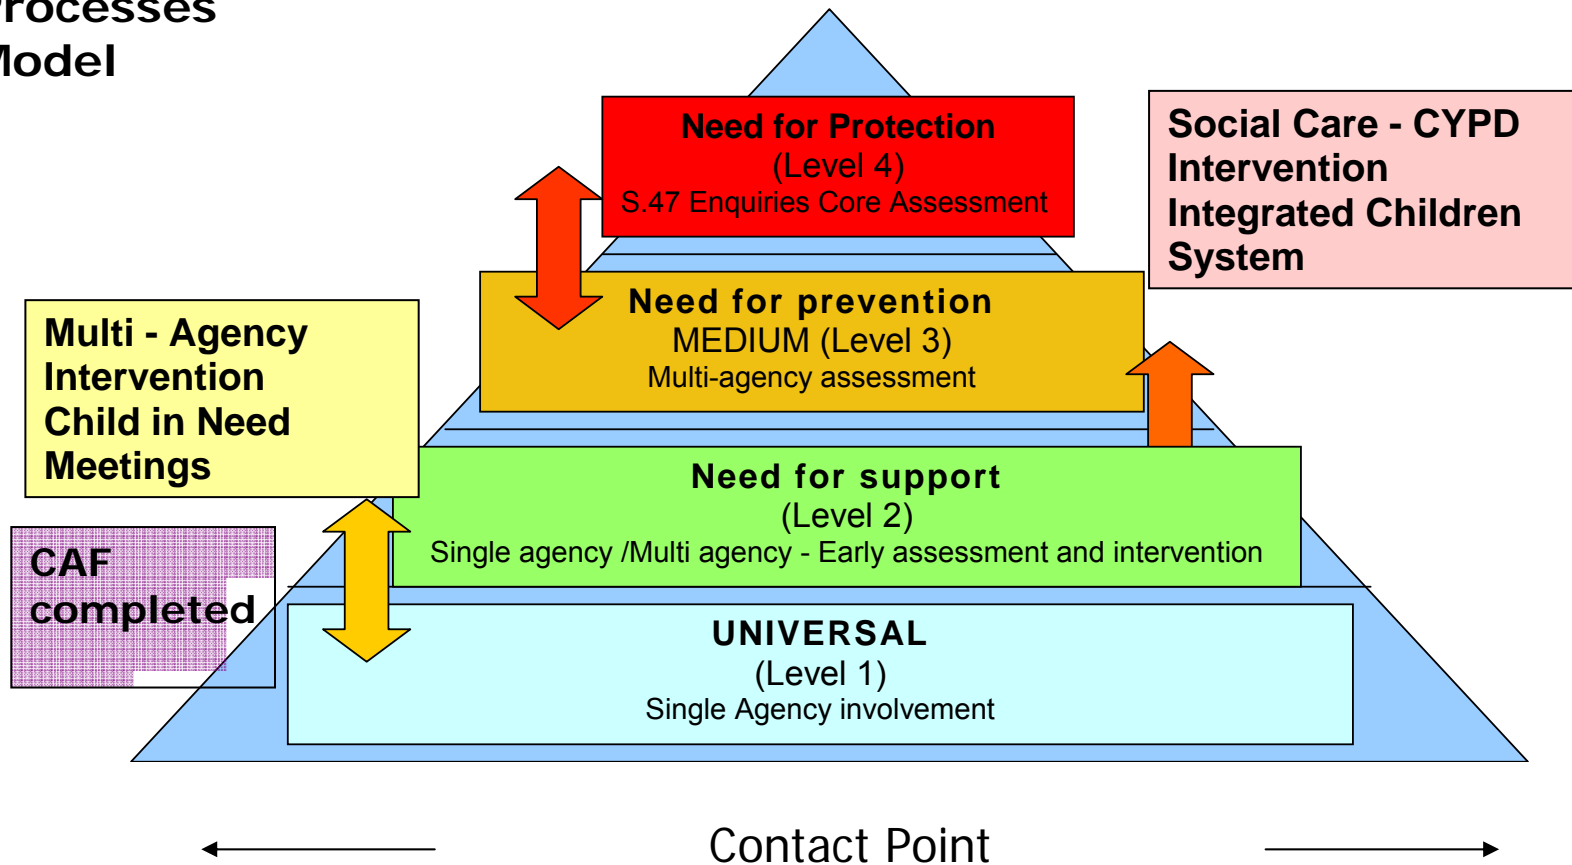 Processes
Model
Need for Protection
(Level 4)
S.47 Enquiries Core Assessment
Social Care - CYPD
Intervention
Integrated Children
System
Need for prevention
MEDIUM (Level 3)
Multi-agency assessment
Multi - Agency
Intervention
Child in Need
Meetings
Need for support
(Level 2)
Single agency /Multi agency - Early assessment and intervention
CAF
completed
UNIVERSAL
(Level 1)
Single Agency involvement
Contact Point